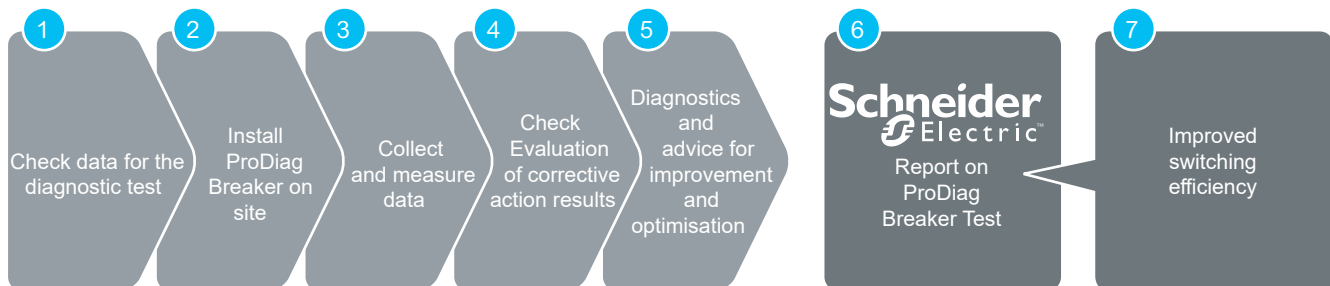 1
Check data for the
diagnostic test
2
Install
ProDiag
Breaker on
site
3
Collect
and measure
data
4
Check
Evaluation
of corrective
action results
5
Diagnostics
and
advice for
improvement
and
optimisation
6
Schneider
Electric™
Report on
ProDiag
Breaker Test
7
Improved
switching
efficiency